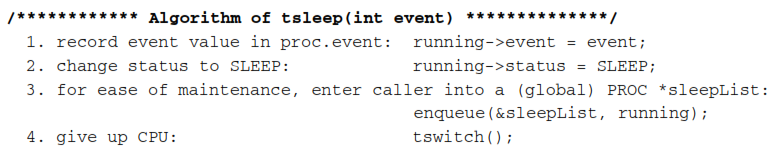 /************ Algorithm of tsleep(int event) **************/
1. record event value in proc.event: running->event = event;
2. change status to SLEEP: running->status = SLEEP;
3. for ease of maintenance, enter caller into a (global) PROC *sleepList:
enqueue(&sleepList, running);
4. give up CPU: tswitch();